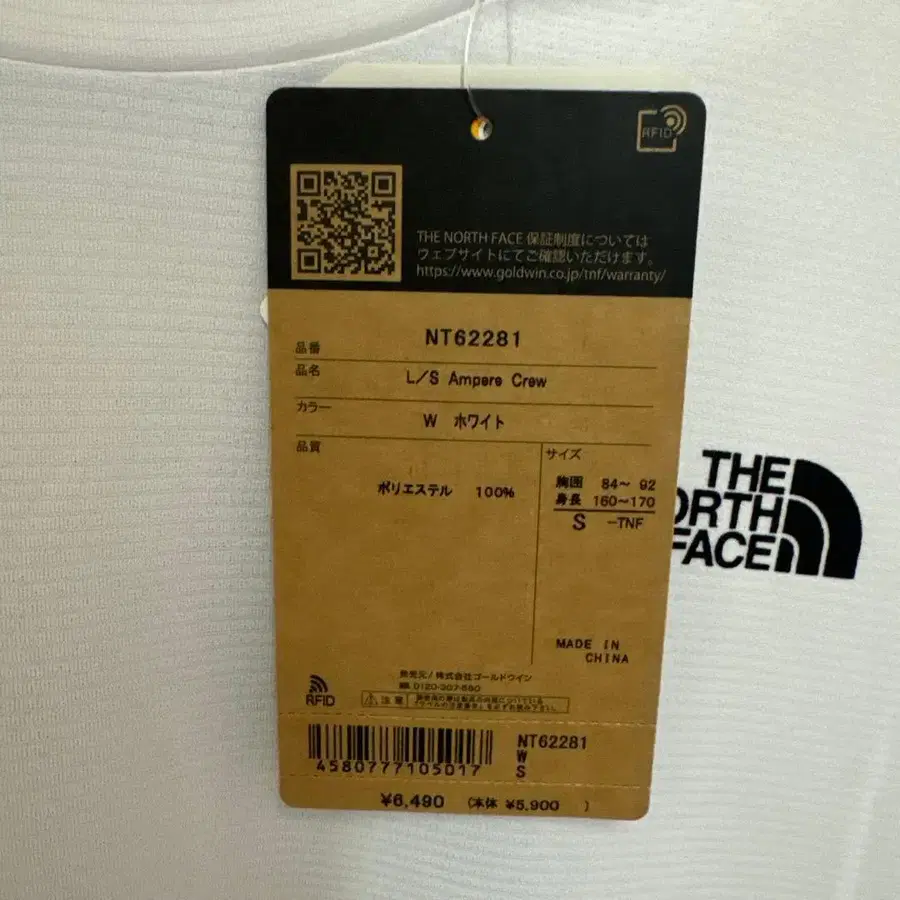 RFID
THE NORTH FACE 保証制度については
ウェブサイトにてご確認いただけます。
https://www.goldwin.co.jp/tnf/warranty/
品番 NT62281
品名 L/S Ampere Crew
カラー W ホワイト
品質
ポリエステル 100%
サイズ
胸囲 84~ 92
身長 160~170
S -TNF
MADE IN
CHINA
発売元/株式会社ゴールドウイン
0120-307-560
RFID
注意
4580777105017
NT62281
W
S
¥6,490 (本体 ¥5,900 )
THE
NORTH
FACE